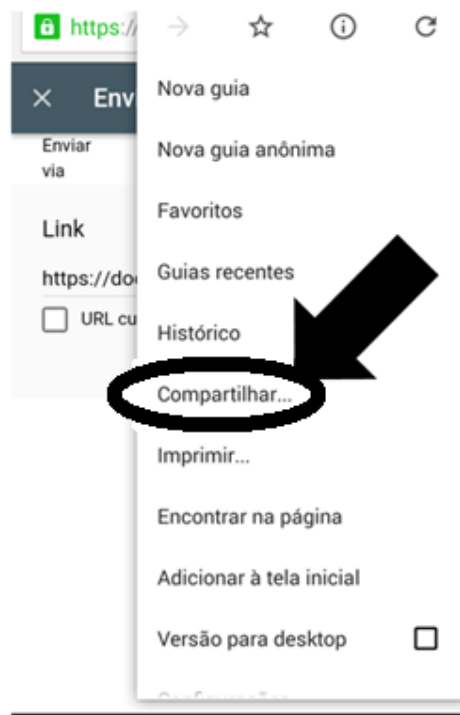 https://
Env
Enviar
via
Link
https://do
URL cu
Nova guia
Nova guia anônima
Favoritos
Guias recentes
Histórico
Compartilhar...
Imprimir...
Encontrar na página
Adicionar à tela inicial
Versão para desktop